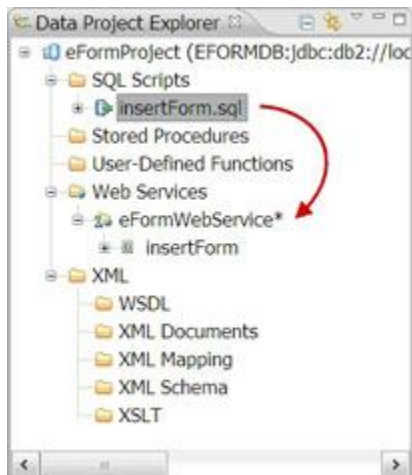 Data Project Explorer
eFormProject (EFORMDB:jdbc:db2://loc
SQL Scripts
insertForm.sql
Stored Procedures
User-Defined Functions
Web Services
eFormWebService*
insertForm
XML
WSDL
XML Documents
XML Mapping
XML Schema
XSLT